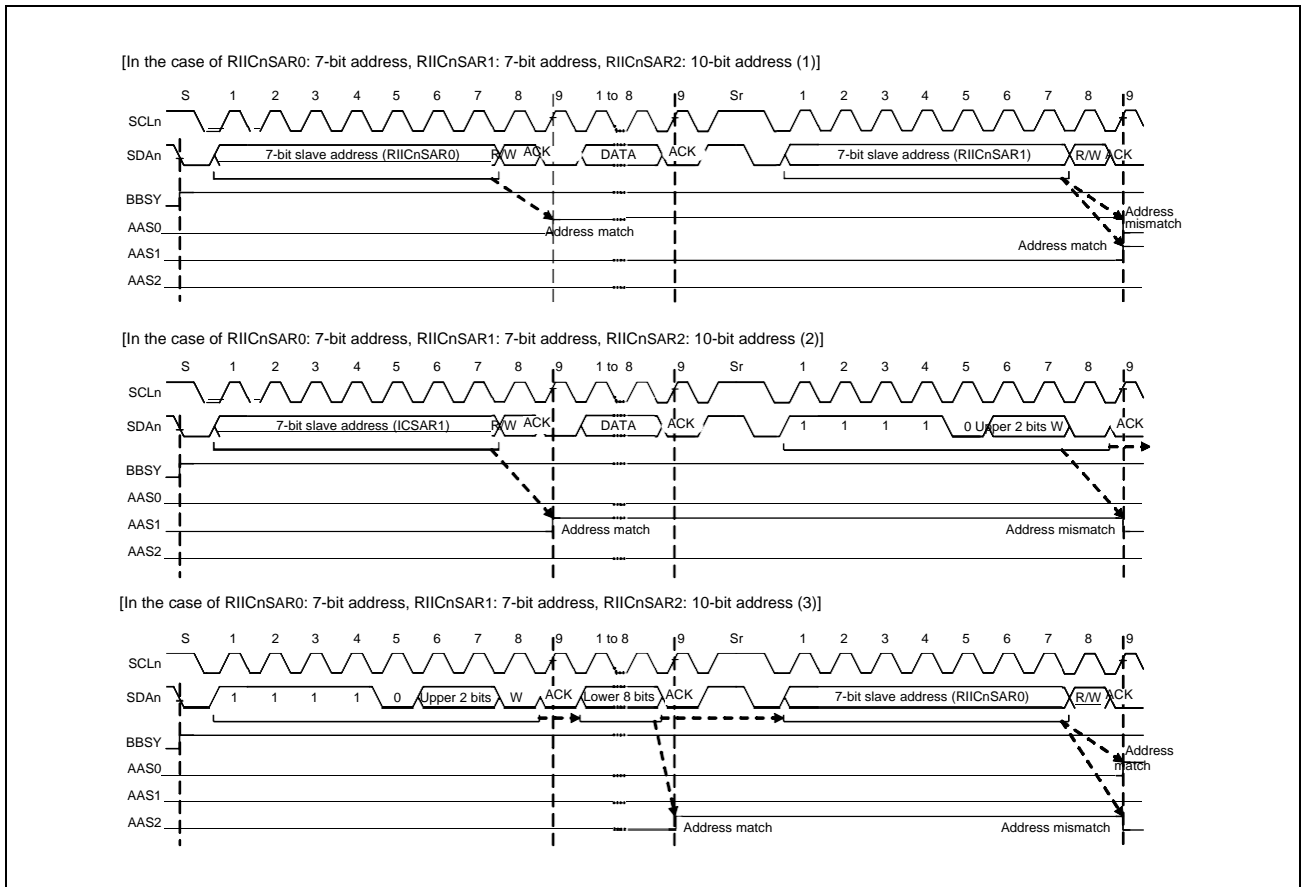 [In the case of RIICnSAR0: 7-bit address, RIICnSAR1: 7-bit address, RIICnSAR2: 10-bit address (1)]
S 1 2 3 4 5 6 7 8 9 1 to 8 9 Sr 1 2 3 4 5 6 7 8 9
SCLn
SDAn 7-bit slave address (RIICnSAR0) R/W ACK DATA ACK 7-bit slave address (RIICnSAR1) R/W ACK
BBSY
Address
mismatch
AAS0
Address match
Address match
AAS1
AAS2
[In the case of RIICnSAR0: 7-bit address, RIICnSAR1: 7-bit address, RIICnSAR2: 10-bit address (2)]
S 1 2 3 4 5 6 7 8 9 1 to 8 9 Sr 1 2 3 4 5 6 7 8 9
SCLn
SDAn 7-bit slave address (ICSAR1) R/W ACK DATA ACK 1 1 1 1 0 Upper 2 bits W ACK
BBSY
AAS0
AAS1
Address match Address mismatch
AAS2
[In the case of RIICnSAR0: 7-bit address, RIICnSAR1: 7-bit address, RIICnSAR2: 10-bit address (3)]
S 1 2 3 4 5 6 7 8 9 1 to 8 9 Sr 1 2 3 4 5 6 7 8 9
SCLn
SDAn 1 1 1 1 0 Upper 2 bits W ACK Lower 8 bits ACK 7-bit slave address (RIICnSAR0) R/W ACK
BBSY
Address
match
AAS0
AAS1
AAS2
Address match Address mismatch